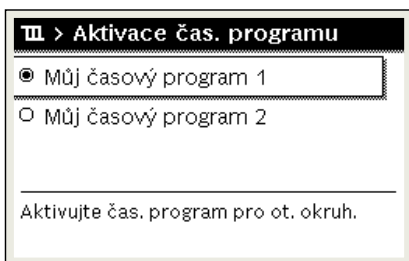 > Aktivace čas. programu
Můj časový program 1
Můj časový program 2
Aktivujte čas. program pro ot. okruh.